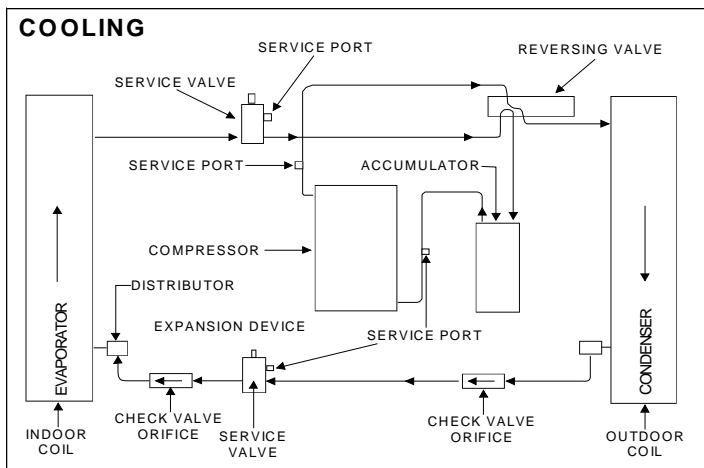 COOLING
SERVICE PORT
REVERSING VALVE
SERVICE VALVE
SERVICE PORT
ACCUMULATOR
COMPRESSOR
DISTRIBUTOR
EXPANSION DEVICE
SERVICE PORT
EVAPORATOR
CONDENSER
CHECK VALVE
ORIFICE
SERVICE
VALVE
CHECK VALVE
ORIFICE
INDOOR
COIL
OUTDOOR
COIL